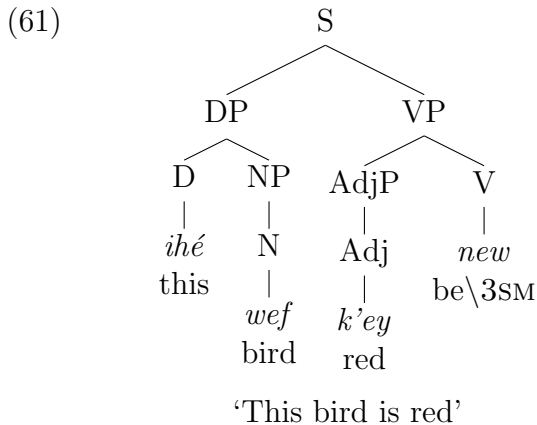 (61) S
DP VP
D NP AdjP V
ihé N Adj new
this be\3SM
wef k'ey
bird red
‘This bird is red’